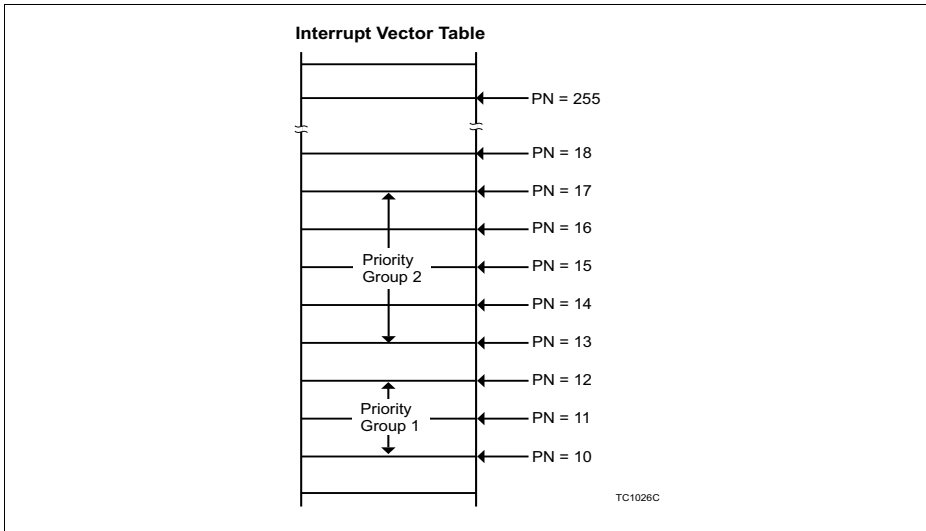 Interrupt Vector Table
PN = 255
PN = 18
PN = 17
PN = 16
Priority
Group 2
PN = 15
PN = 14
PN = 13
PN = 12
Priority
Group 1
PN = 11
PN = 10
TC1026C